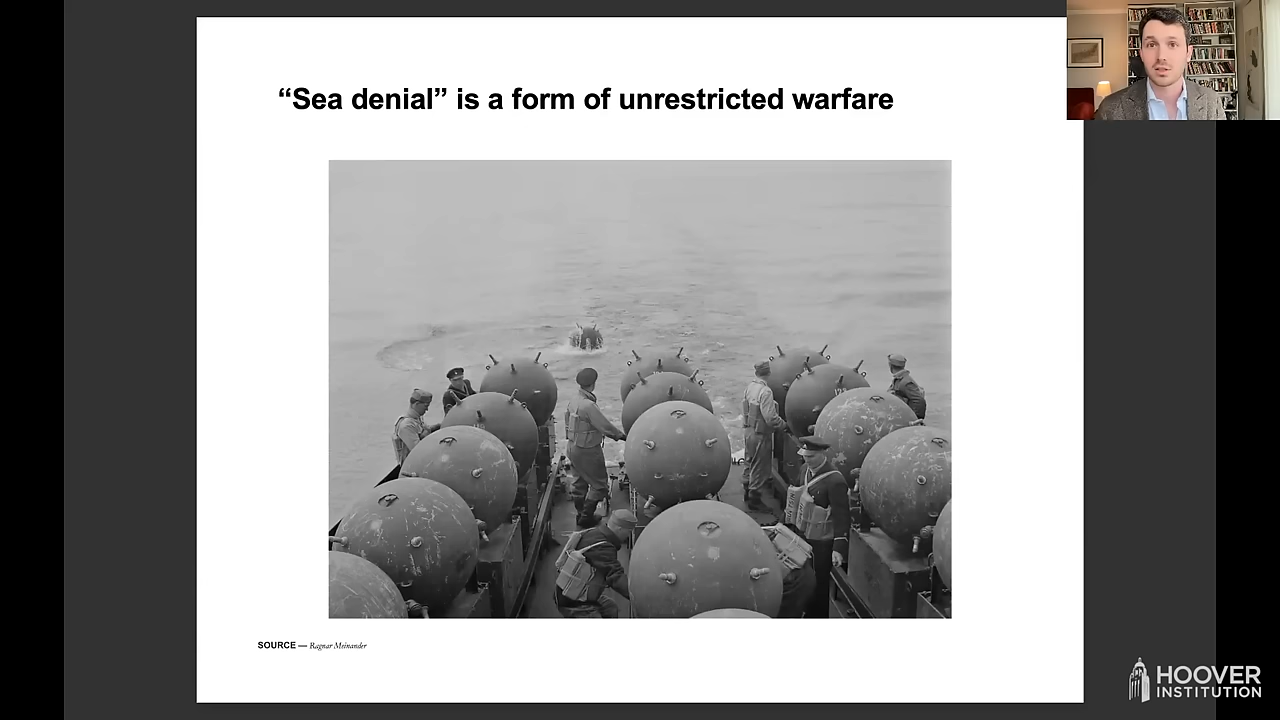 “Sea denial” is a form of unrestricted warfare
SOURCE — Ragnar Meinander
HOOVER
INSTITUTION